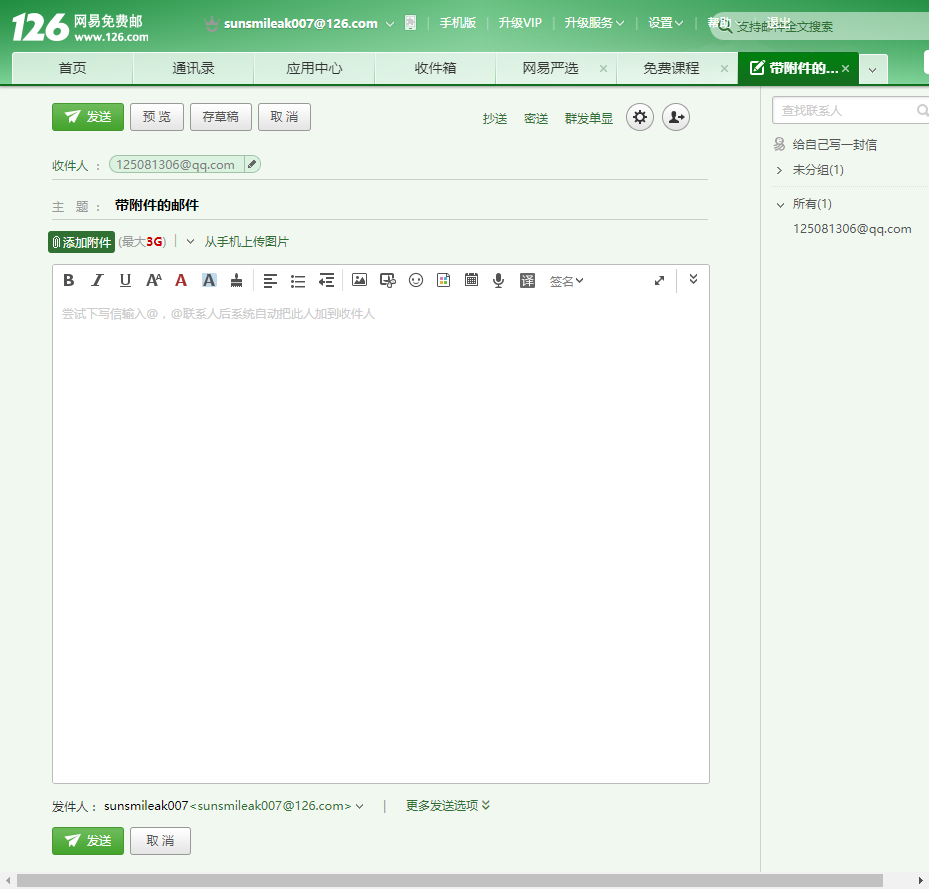 126 网易免费邮 www.126.com
sunsmileak007@126.com 手机版 升级VIP 升级服务 设置 帮助 退出 支持邮件全文搜索
首页 通讯录 应用中心 收件箱 网易严选 免费课程 带附件的...
发送 预览 存草稿 取消 抄送 密送 群发单显
查找联系人
给自己写一封信
未分组(1)
所有(1)
125081306@qq.com
收件人： 125081306@qq.com
主 题： 带附件的邮件
添加附件 (最大3G) 从手机上传图片
B I U A A A A 译 签名
尝试下写信输入@，@联系人后系统自动把此人加到收件人
发件人：sunsmileak007<sunsmileak007@126.com> | 更多发送选项
发送 取消